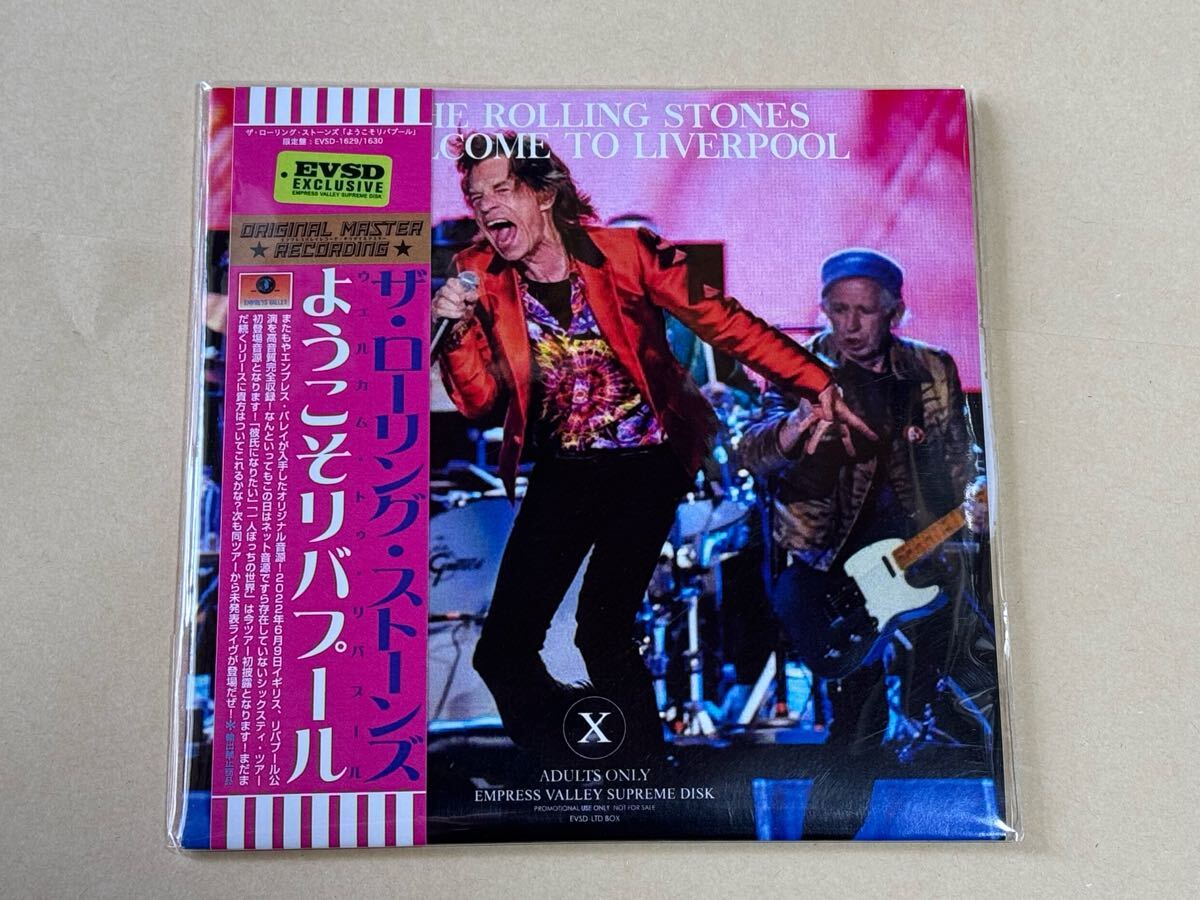 HE ROLLING STONES
LCOME TO LIVERPOOL
ザ・ローリング・ストーンズ「ようこそリバプール」
限定盤：EVSD-1629/1630
EVSD
EXCLUSIVE
EMPRESS VALLEY SUPREME DISK
ORIGINAL MASTER
★ RECORDING ★
EMPRESS VALLEY
ザ・ローリング・ストーンズ
ウェルカム・トゥ・リバプール
ようこそリバプール
またもやエンプレス・バレイが入手したオリジナル音源！2022年6月9日イギリス、リバプール公
演を高音質完全収録！なんといってもこの日はネット音源ですら存在していないシックスティ・ツアー
初登場音源となります！「彼氏になりたい」「一人ぼっちの世界」は今ツアー初披露となります！まだま
だ続くリリースに貴方はついてこれるかな？次も同ツアーから未発表ライヴが登場だぜ！
＊輸出禁止商品
X
ADULTS ONLY
EMPRESS VALLEY SUPREME DISK
PROMOTIONAL USE ONLY NOT FOR SALE
EVSD-LTD BOX